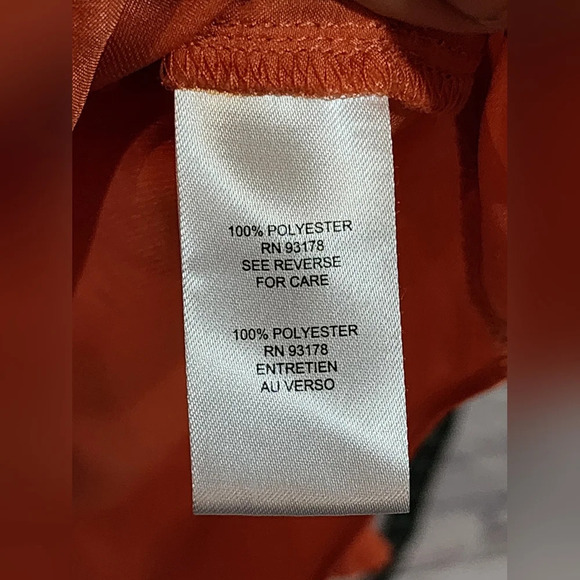 100% POLYESTER
RN 93178
SEE REVERSE
FOR CARE
100% POLYESTER
RN 93178
ENTRETIEN
AU VERSO